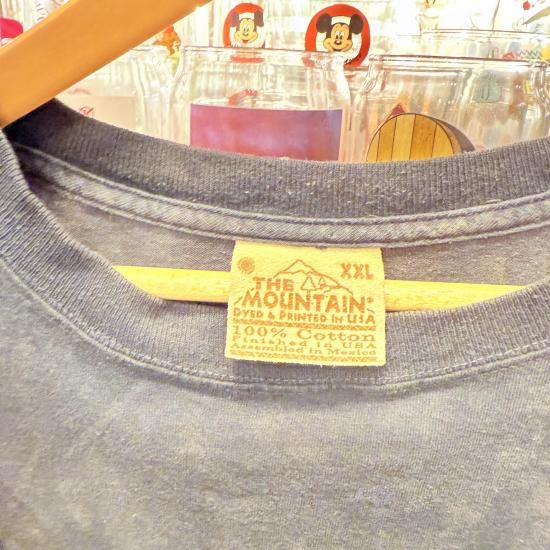 XXL
THE
MOUNTAIN®
DYED & PRINTED IN USA
100% Cotton
Finished in USA
Assembled in Mexico